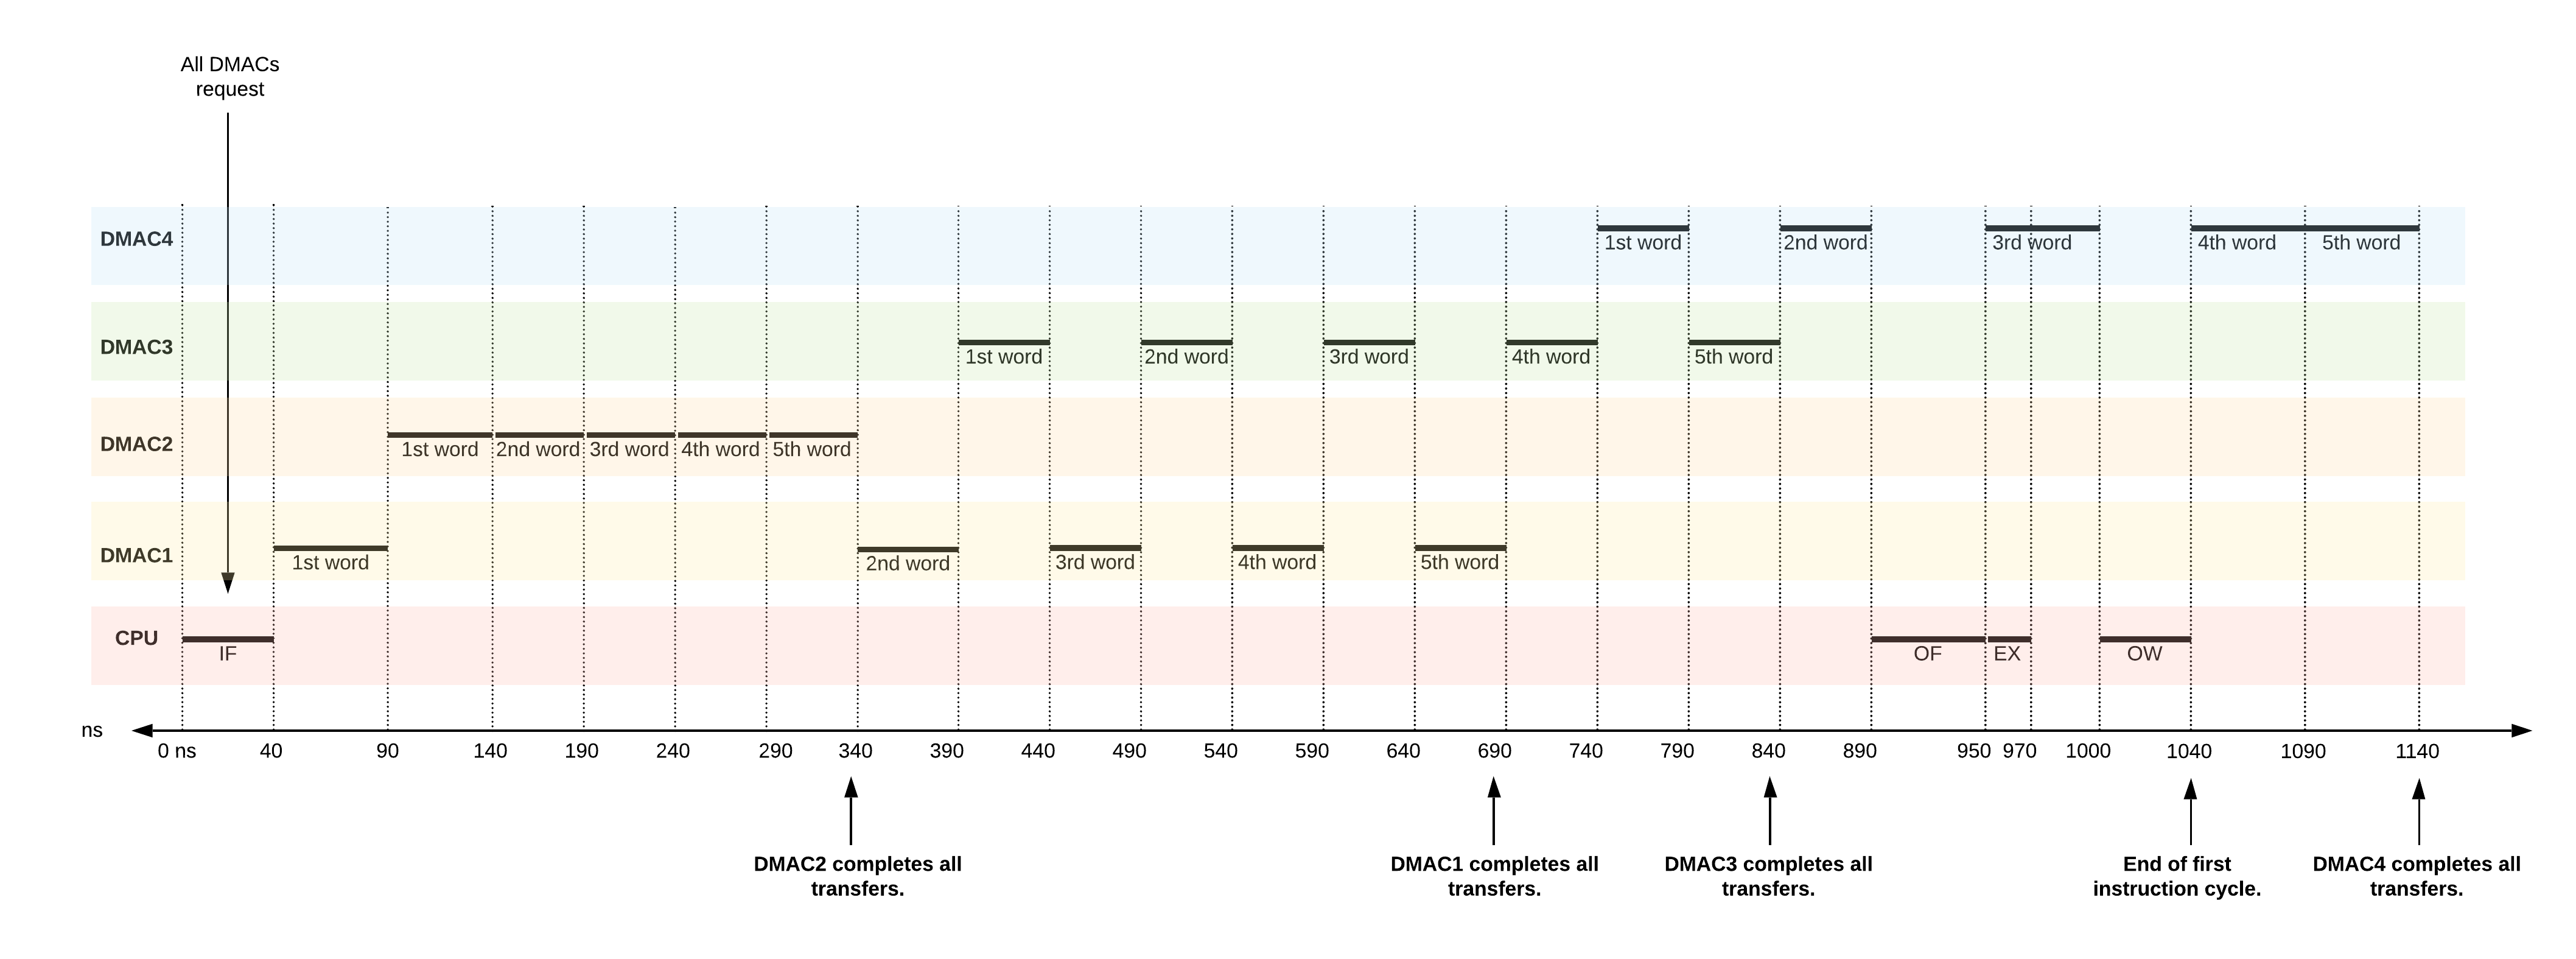 All DMACs
request
DMAC4
1st word 2nd word 3rd word 4th word 5th word
DMAC3
1st word 2nd word 3rd word 4th word 5th word
DMAC2
1st word 2nd word 3rd word 4th word 5th word
DMAC1
1st word 2nd word 3rd word 4th word 5th word
CPU
IF OF EX OW
ns
0 ns 40 90 140 190 240 290 340 390 440 490 540 590 640 690 740 790 840 890 950 970 1000 1040 1090 1140
DMAC2 completes all
transfers.
DMAC1 completes all
transfers.
DMAC3 completes all
transfers.
End of first
instruction cycle.
DMAC4 completes all
transfers.